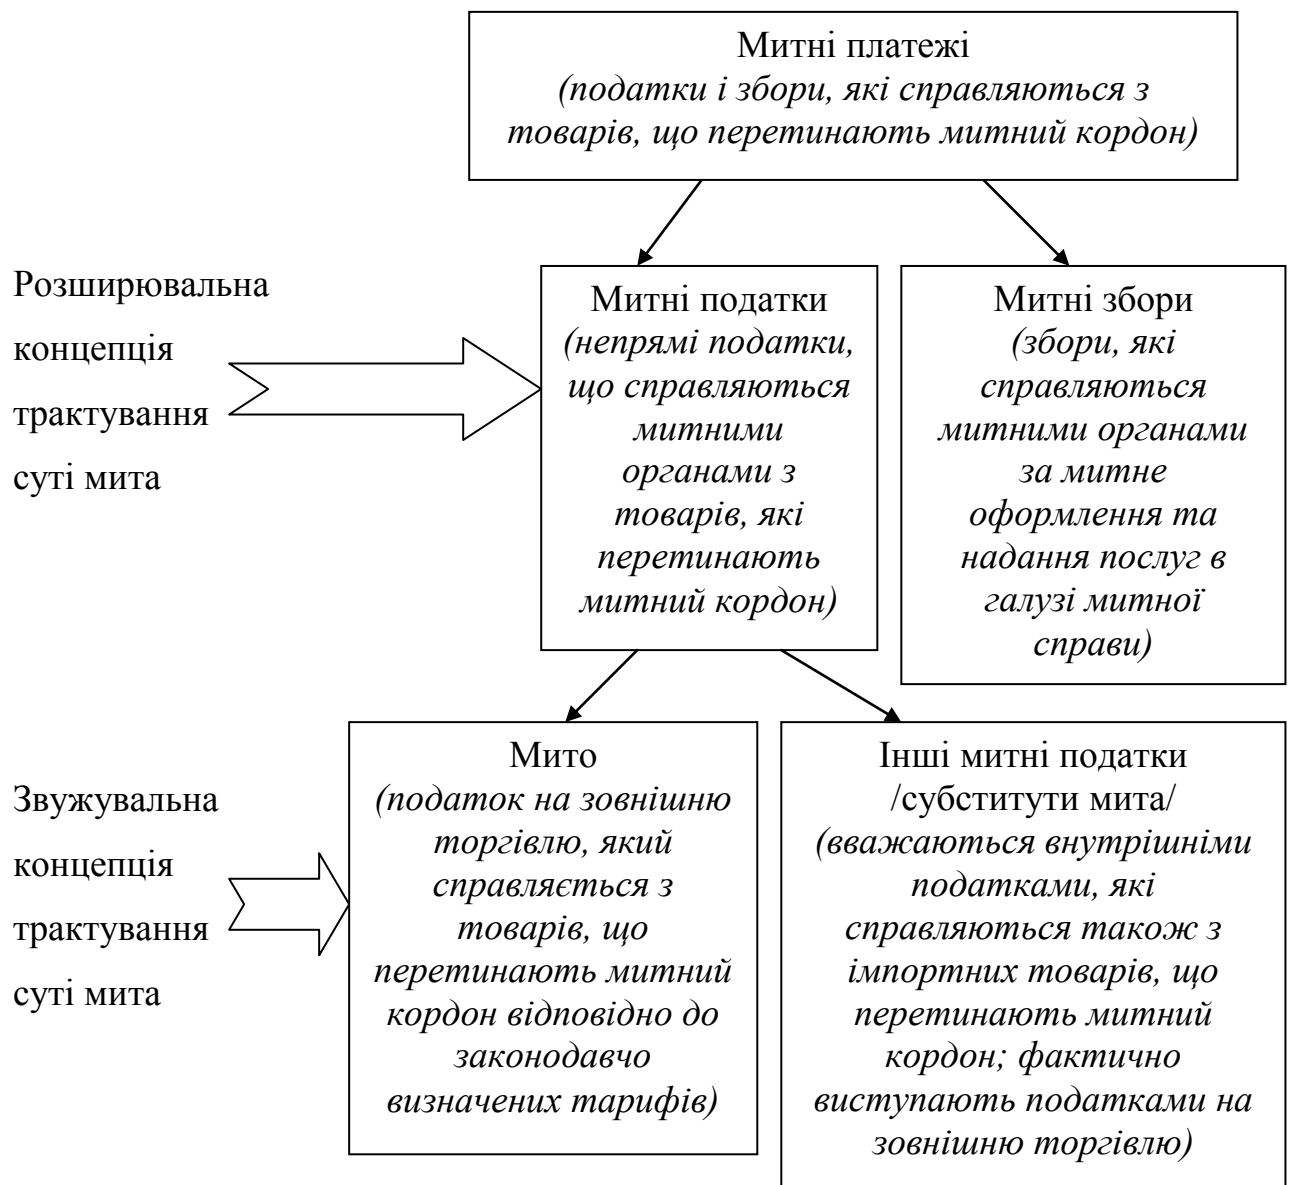 Митні платежі
(податки і збори, які справляються з
товарів, що перетинають митний кордон)
Розширювальна
концепція
трактування
суті мита
Митні податки
(непрямі податки,
що справляються
митними
органами з
товарів, які
перетинають
митний кордон)
Митні збори
(збори, які
справляються
митними органами
за митне
оформлення та
надання послуг в
галузі митної
справи)
Звужувальна
концепція
трактування
суті мита
Мито
(податок на зовнішню
торгівлю, який
справляється з
товарів, що
перетинають митний
кордон відповідно до
законодавчо
визначених тарифів)
Інші митні податки
/субститути мита/
(вважаються внутрішніми
податками, які
справляються також з
імпортних товарів, що
перетинають митний
кордон; фактично
виступають податками на
зовнішню торгівлю)